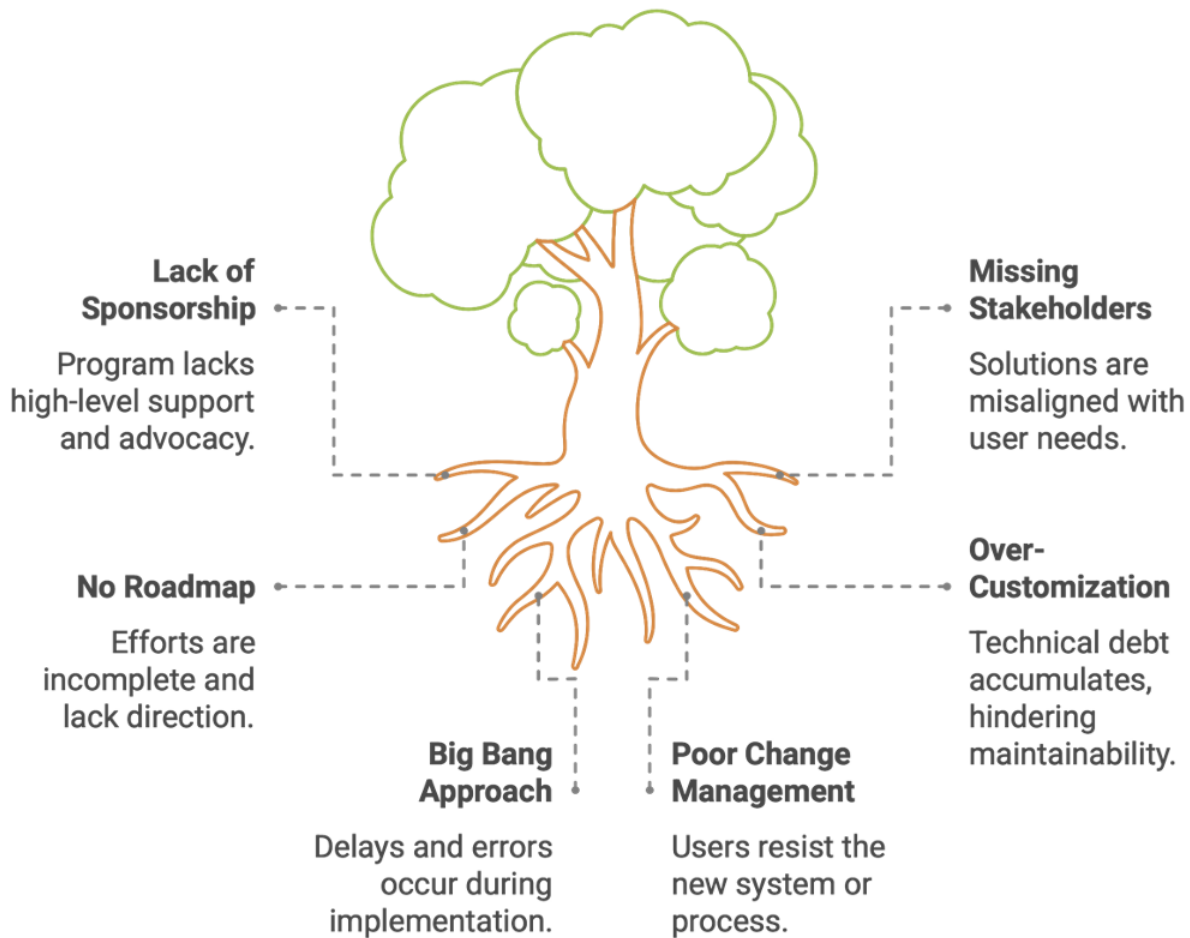 Lack of
Sponsorship
Program lacks
high-level support
and advocacy.
Missing
Stakeholders
Solutions are
misaligned with
user needs.
No Roadmap
Efforts are
incomplete and
lack direction.
Over-
Customization
Technical debt
accumulates,
hindering
maintainability.
Big Bang
Approach
Delays and errors
occur during
implementation.
Poor Change
Management
Users resist the
new system or
process.